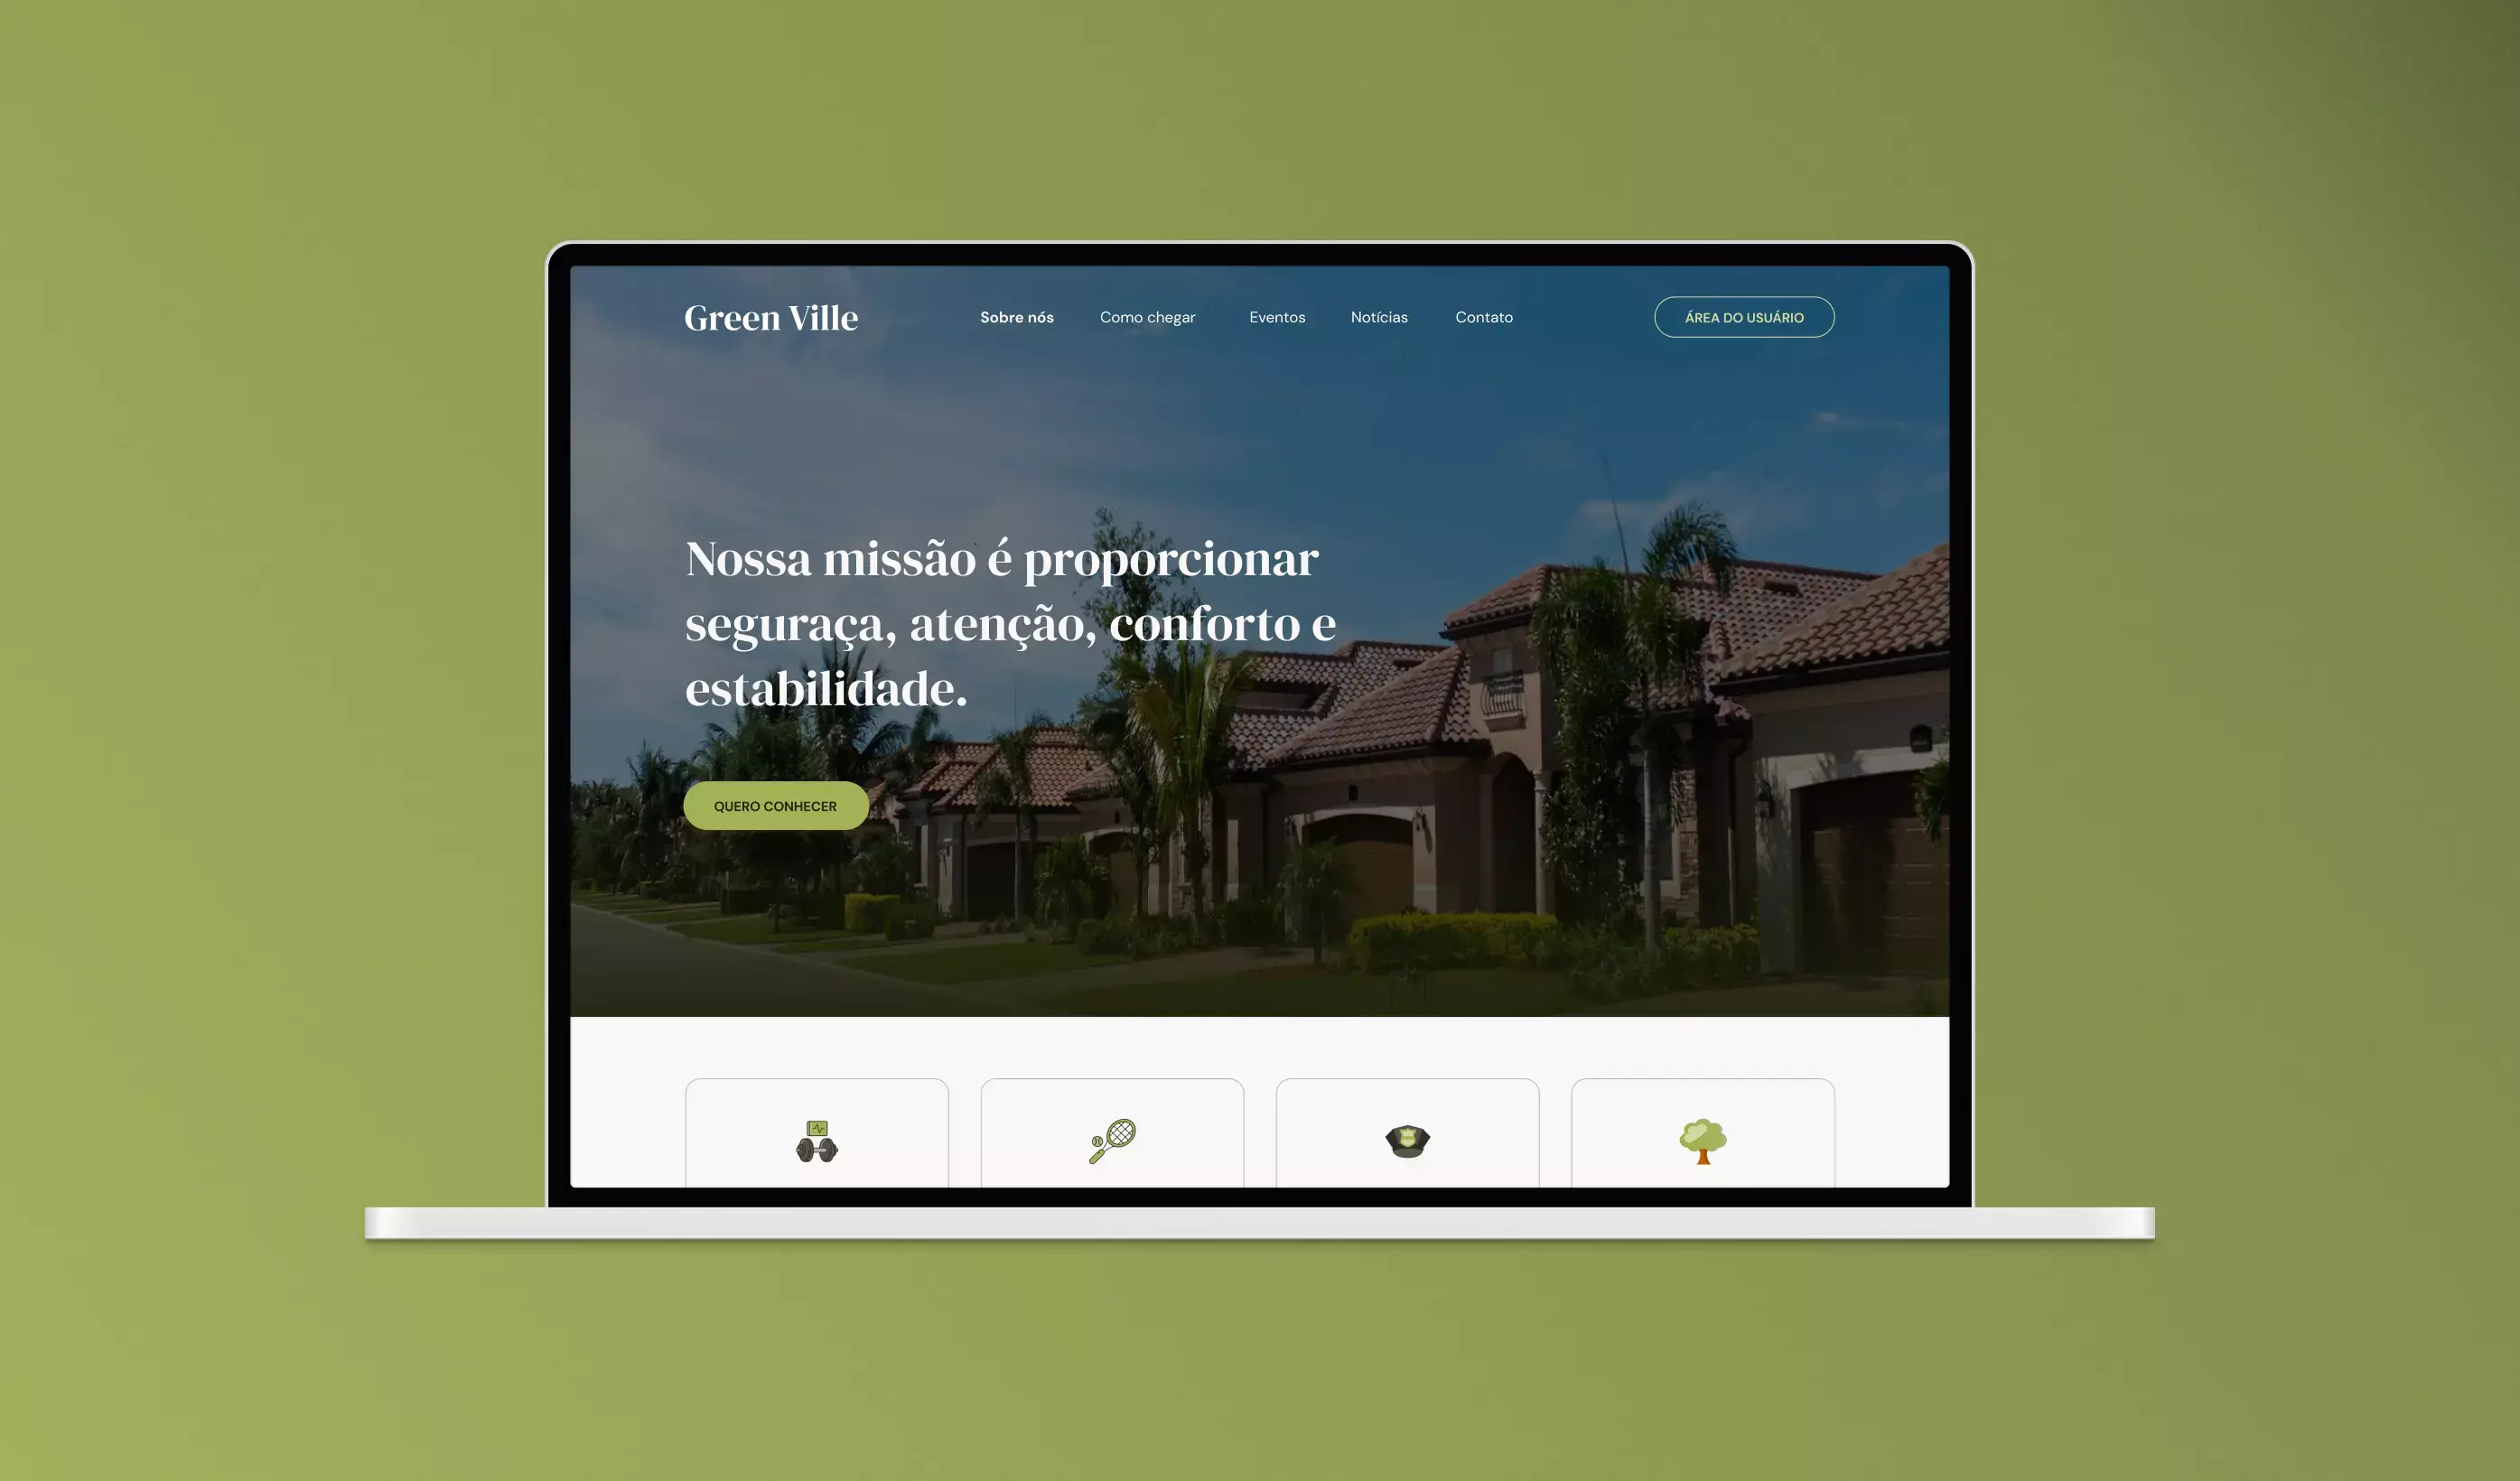 Green Ville
Sobre nós
Como chegar
Eventos
Notícias
Contato
ÁREA DO USUÁRIO
Nossa missão é proporcionar
seguraça, atenção, conforto e
estabilidade.
QUERO CONHECER